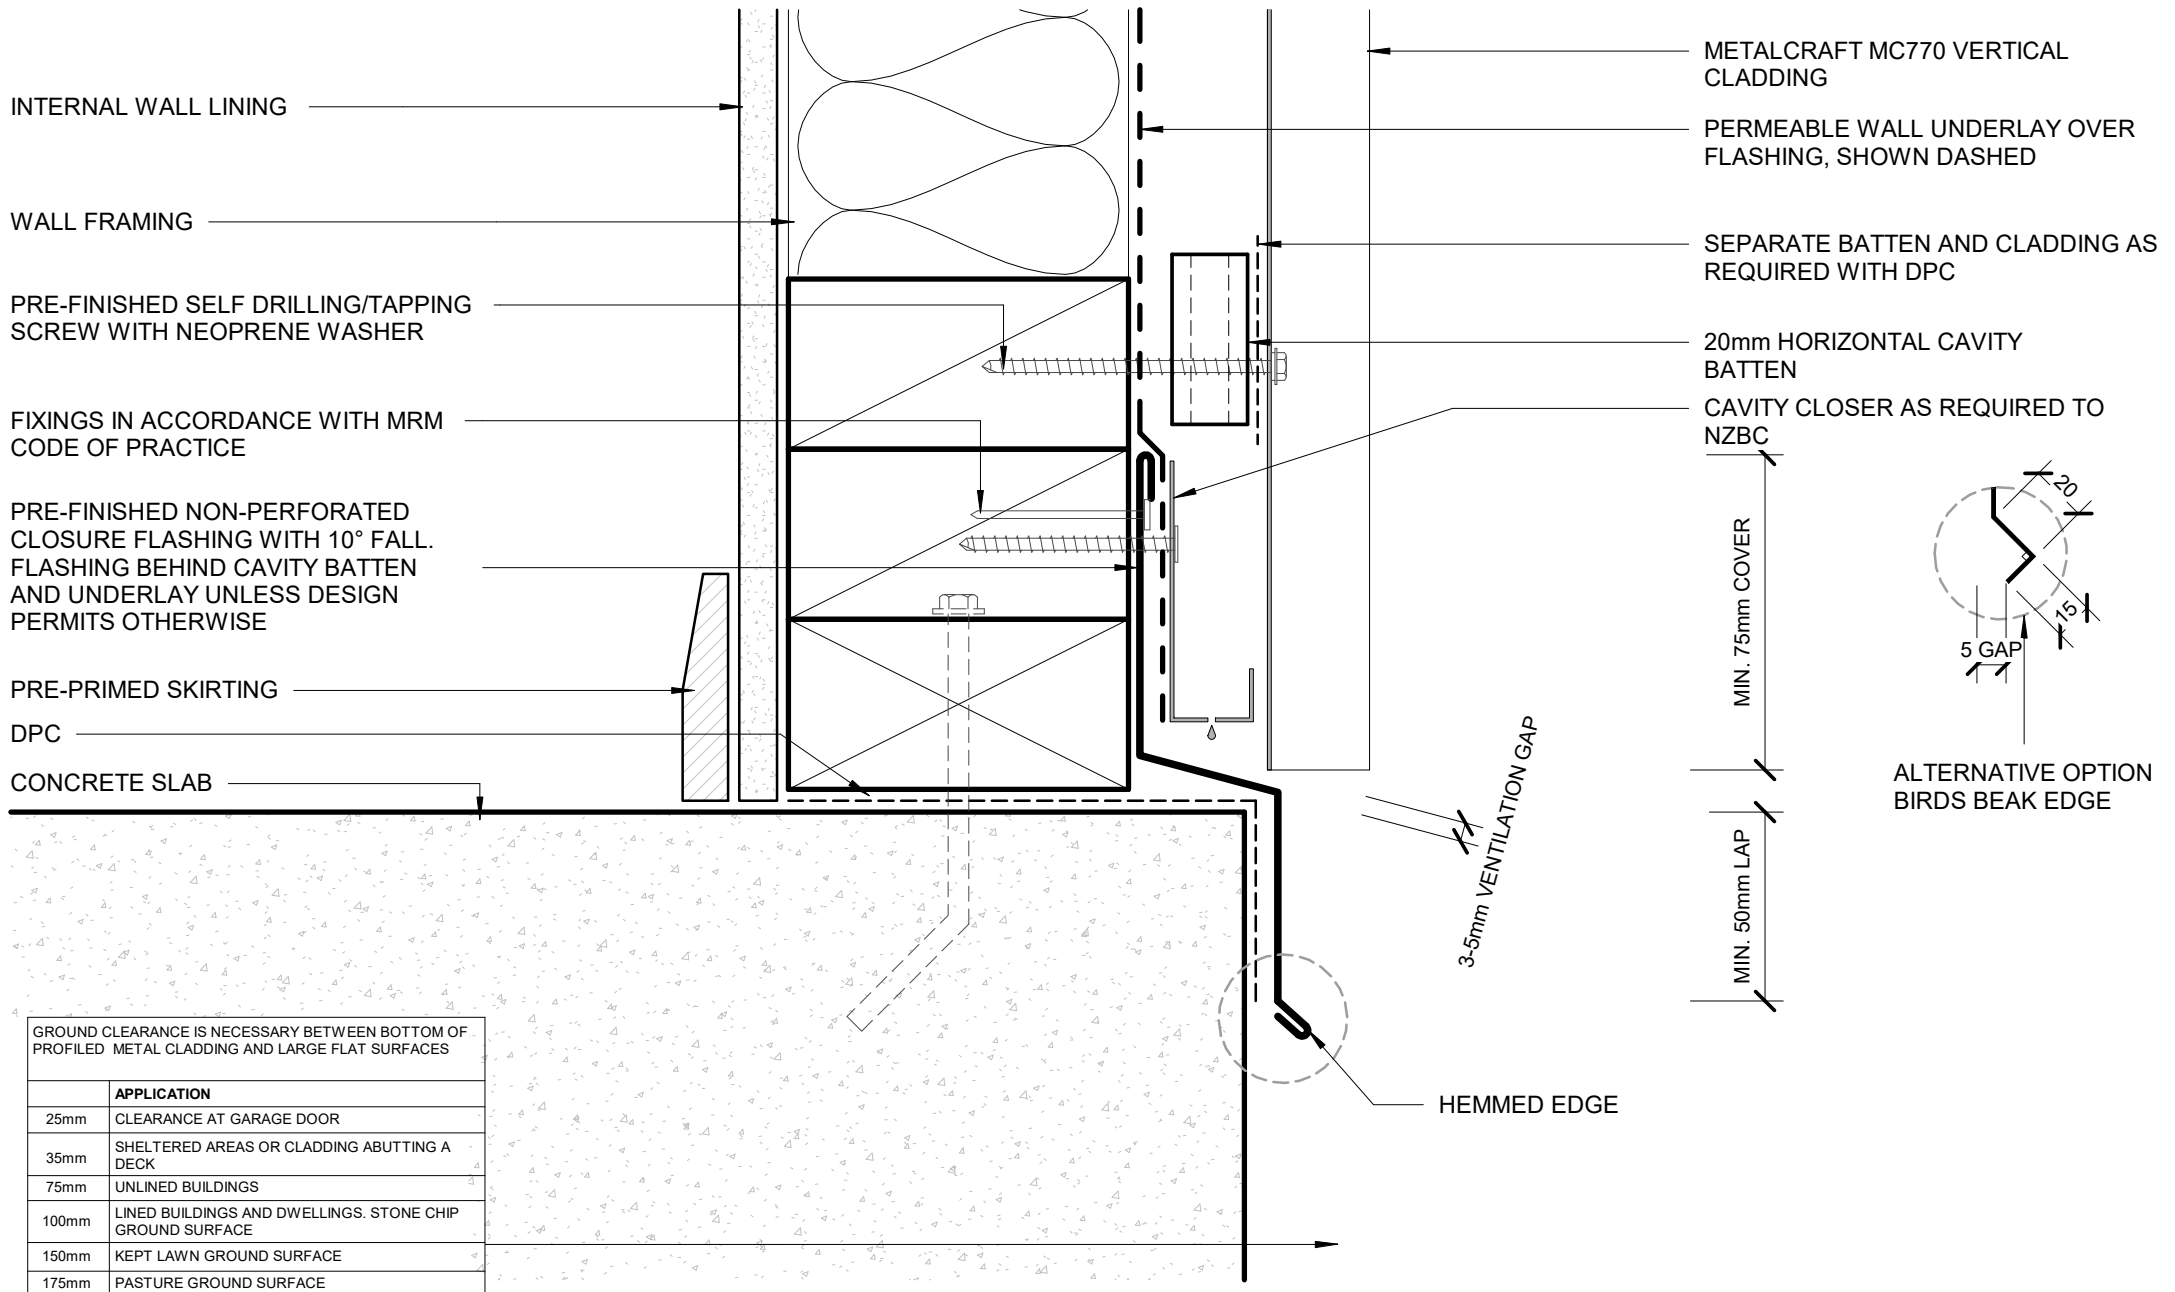 INTERNAL WALL LINING
WALL FRAMING
PRE-FINISHED SELF DRILLING/TAPPING
SCREW WITH NEOPRENE WASHER
FIXINGS IN ACCORDANCE WITH MRM
CODE OF PRACTICE
PRE-FINISHED NON-PERFORATED
CLOSURE FLASHING WITH 10° FALL.
FLASHING BEHIND CAVITY BATTEN
AND UNDERLAY UNLESS DESIGN
PERMITS OTHERWISE
PRE-PRIMED SKIRTING
DPC
CONCRETE SLAB
METALCRAFT MC770 VERTICAL
CLADDING
PERMEABLE WALL UNDERLAY OVER
FLASHING, SHOWN DASHED
SEPARATE BATTEN AND CLADDING AS
REQUIRED WITH DPC
20mm HORIZONTAL CAVITY
BATTEN
CAVITY CLOSER AS REQUIRED TO
NZBC
MIN. 75mm COVER
MIN. 50mm LAP
3-5mm VENTILATION GAP
20
15
5 GAP
ALTERNATIVE OPTION
BIRDS BEAK EDGE
HEMMED EDGE
GROUND CLEARANCE IS NECESSARY BETWEEN BOTTOM OF
PROFILED METAL CLADDING AND LARGE FLAT SURFACES
APPLICATION
25mm CLEARANCE AT GARAGE DOOR
35mm SHELTERED AREAS OR CLADDING ABUTTING A
DECK
75mm UNLINED BUILDINGS
100mm LINED BUILDINGS AND DWELLINGS. STONE CHIP
GROUND SURFACE
150mm KEPT LAWN GROUND SURFACE
175mm PASTURE GROUND SURFACE